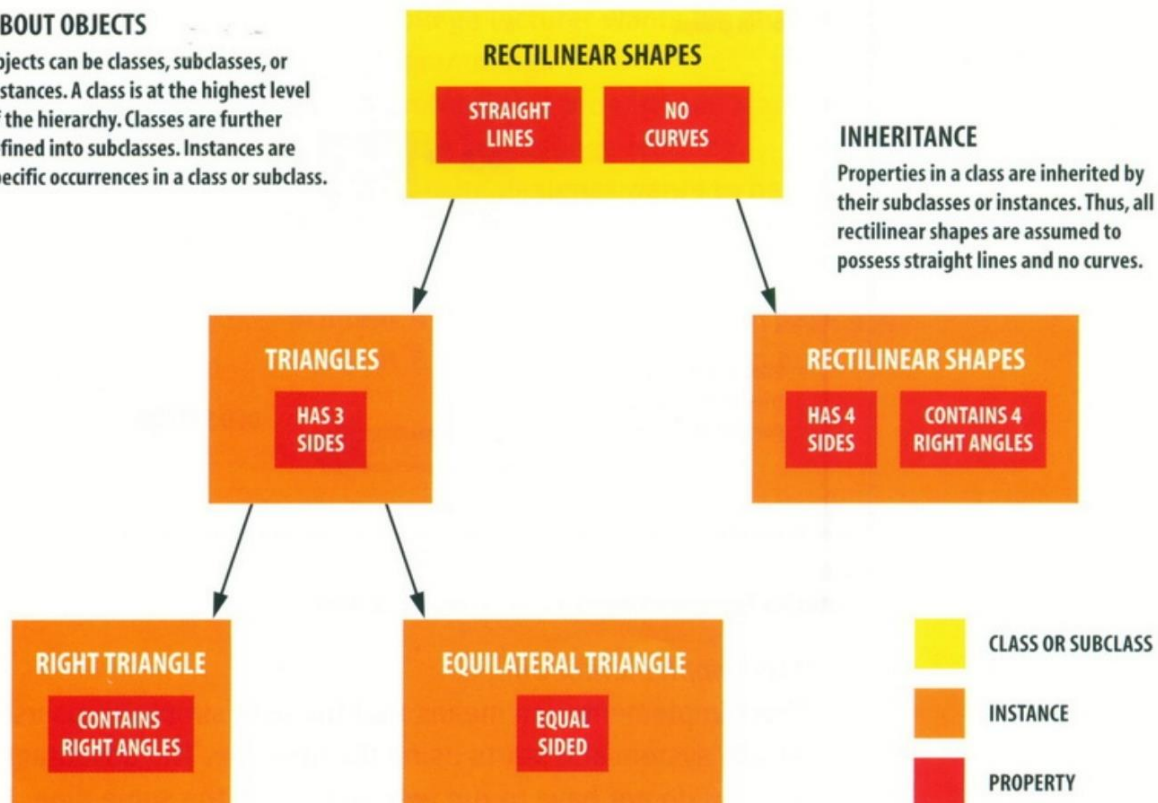 BOUT OBJECTS
bjects can be classes, subclasses, or
stances. A class is at the highest level
f the hierarchy. Classes are further
fined into subclasses. Instances are
pecific occurrences in a class or subclass.
RECTILINEAR SHAPES
STRAIGHT
LINES
NO
CURVES
INHERITANCE
Properties in a class are inherited by
their subclasses or instances. Thus, all
rectilinear shapes are assumed to
possess straight lines and no curves.
TRIANGLES
HAS 3
SIDES
RECTILINEAR SHAPES
HAS 4
SIDES
CONTAINS 4
RIGHT ANGLES
RIGHT TRIANGLE
CONTAINS
RIGHT ANGLES
EQUILATERAL TRIANGLE
EQUAL
SIDED
CLASS OR SUBCLASS
INSTANCE
PROPERTY